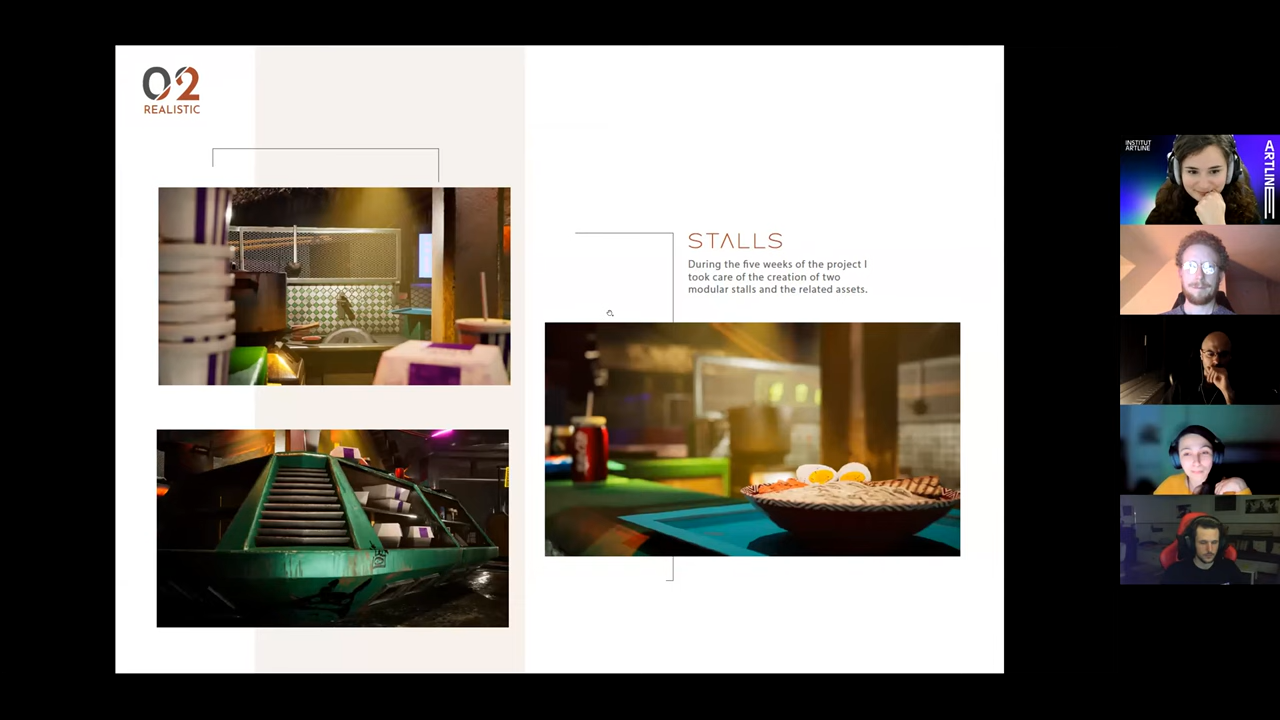 02
REALISTIC
STALLS
During the five weeks of the project I
took care of the creation of two
modular stalls and the related assets.
INSTITUT
ARTLINE
ARTLINE